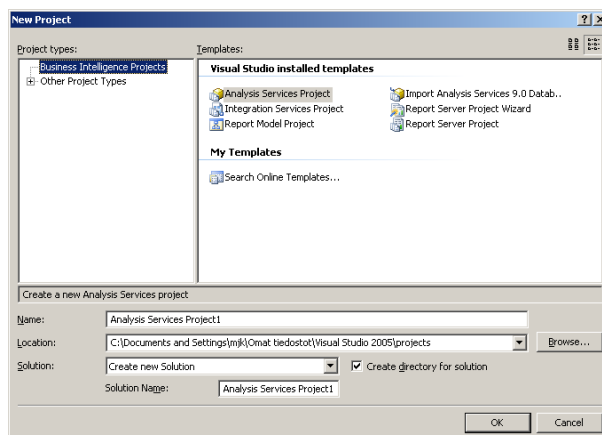 New Project
Project types:
Templates:
Business Intelligence Projects
Other Project Types
Visual Studio installed templates
Analysis Services Project
Import Analysis Services 9.0 Datab..
Integration Services Project
Report Server Project Wizard
Report Model Project
Report Server Project
My Templates
Search Online Templates...
Create a new Analysis Services project
Name:
Analysis Services Project1
Location:
C:\Documents and Settings\mjk\Omat tiedostot\Visual Studio 2005\projects
Browse...
Solution:
Create new Solution
Create directory for solution
Solution Name:
Analysis Services Project1
OK
Cancel